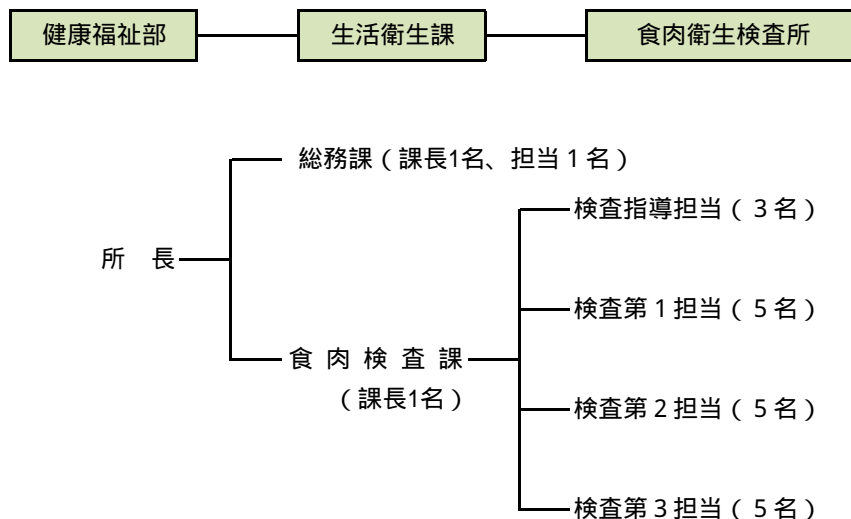 健康福祉部
生活衛生課
食肉衛生検査所
総務課（課長1名、担当１名）
検査指導担当（３名）
所　長
検査第１担当（５名）
食 肉 検 査 課
（課長1名）
検査第２担当（５名）
検査第３担当（５名）